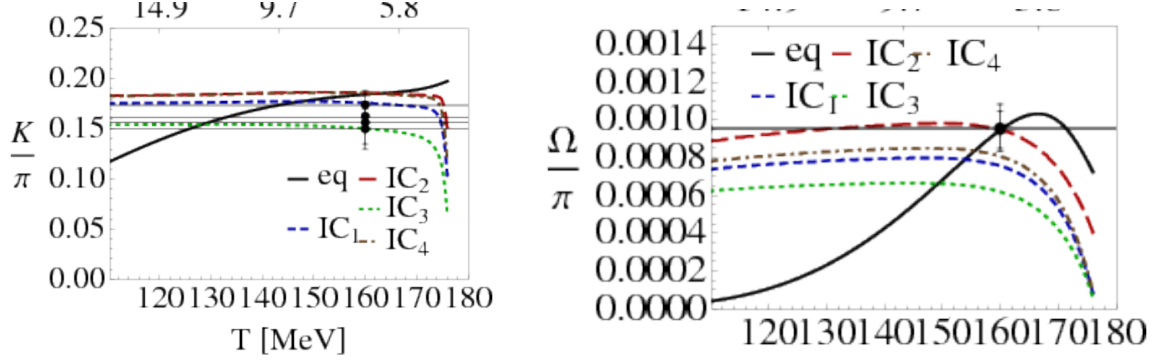 14.9 9.7 5.8
0.25
0.20
0.15
0.10
0.05
0.00
K
π
eq IC2
IC3
IC1 IC4
120 130 140 150 160 170 180
T [MeV]
0.0014
0.0012
0.0010
0.0008
0.0006
0.0004
0.0002
0.0000
Ω
π
eq IC2 IC4
IC1 IC3
120 130 140 150 160 170 180